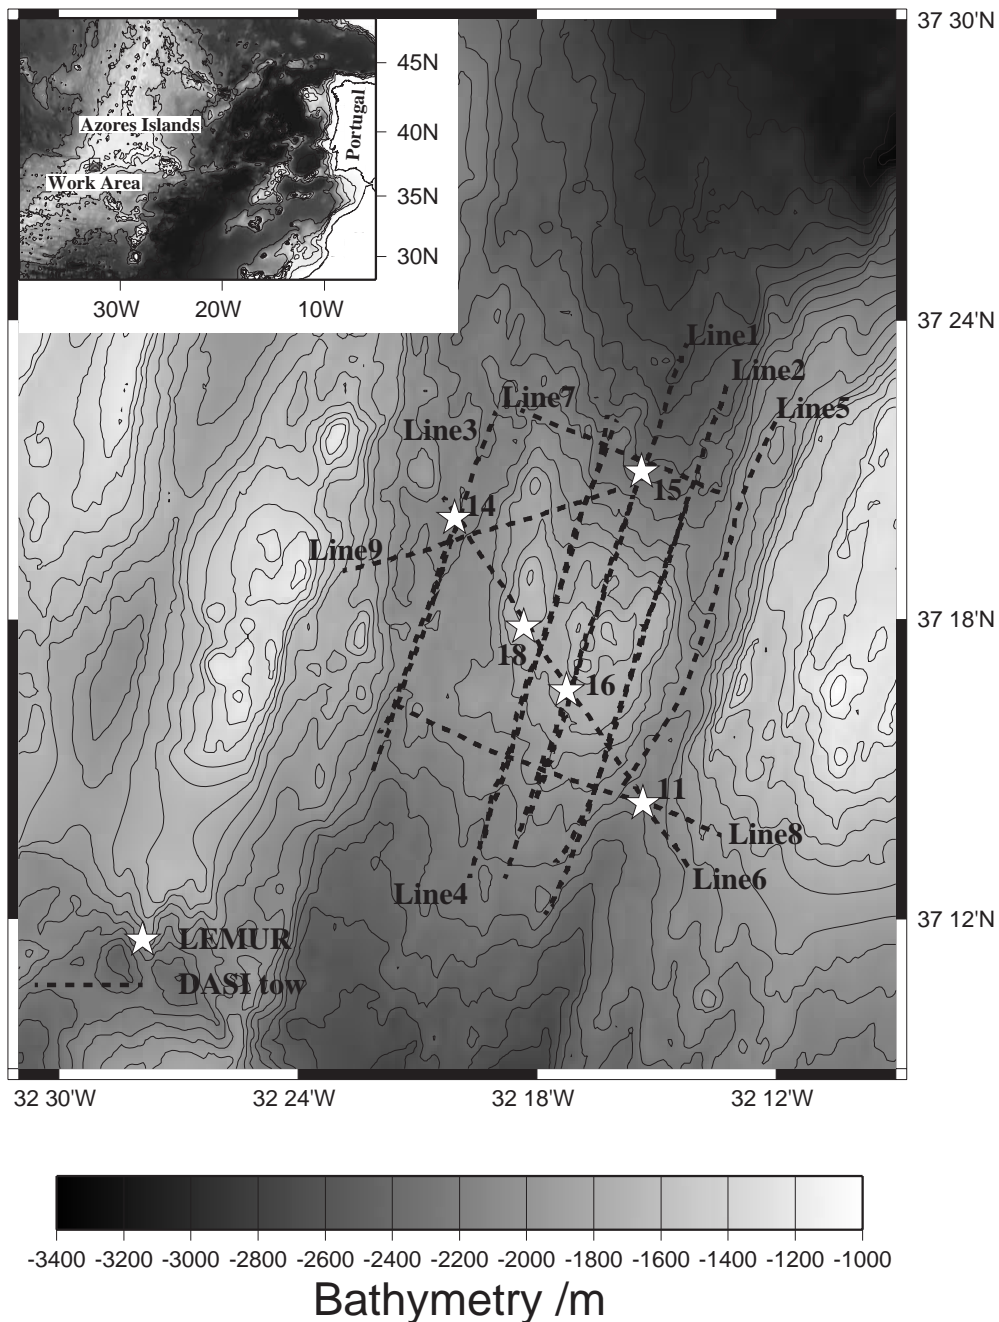 37 30'N
45N
40N
35N
30N
Azores Islands
Portugal
Work Area
30W
20W
10W
37 24'N
Line1
Line2
Line7
Line5
Line3
15
14
Line9
37 18'N
18
16
11
Line8
Line6
Line4
37 12'N
LEMUR
DASI tow
32 30'W
32 24'W
32 18'W
32 12'W
-3400 -3200 -3000 -2800 -2600 -2400 -2200 -2000 -1800 -1600 -1400 -1200 -1000
Bathymetry /m